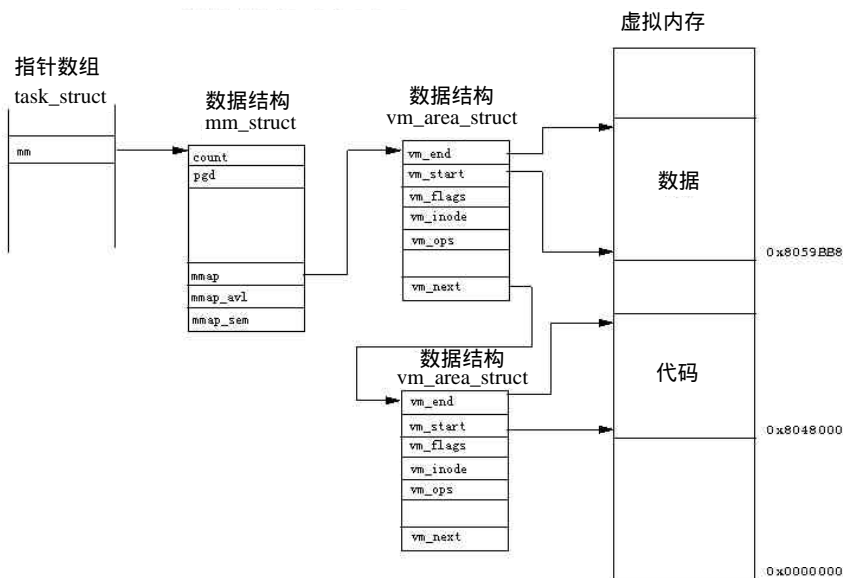 虚拟内存
指针数组
task_struct
mm
数据结构
mm_struct
count
pgd
mmap
mmap_avl
mmap_sem
数据结构
vm_area_struct
vm_end
vm_start
vm_flags
vm_inode
vm_ops
vm_next
数据结构
vm_area_struct
vm_end
vm_start
vm_flags
vm_inode
vm_ops
vm_next
数据
0x8059BB8
代码
0x8048000
0x0000000